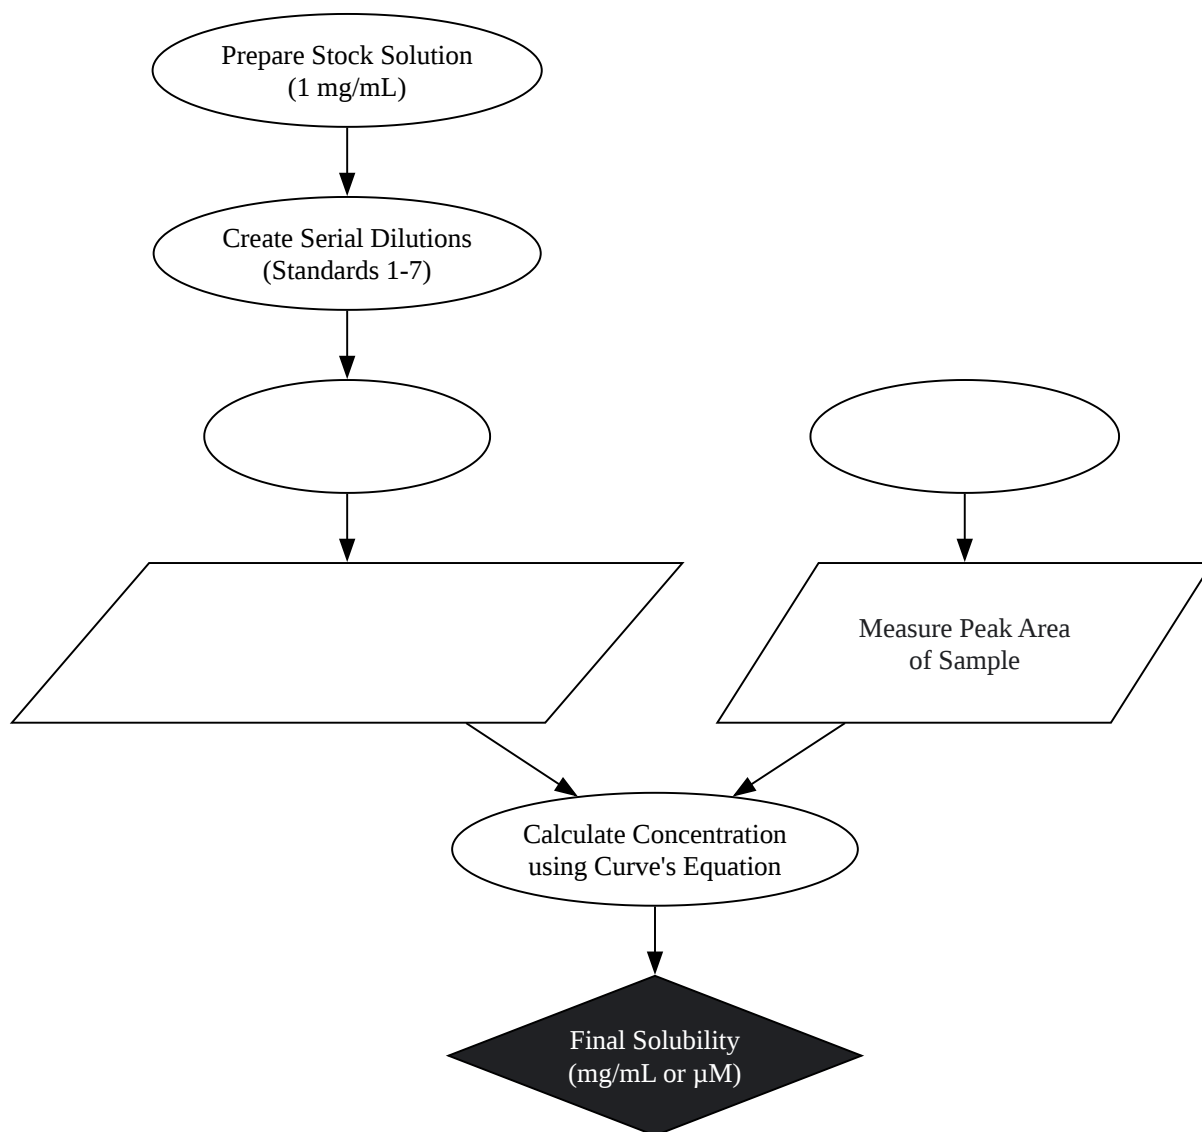 Prepare Stock Solution
(1 mg/mL)
Create Serial Dilutions
(Standards 1-7)
Measure Peak Area
of Sample
Calculate Concentration
using Curve's Equation
Final Solubility
(mg/mL or µM)